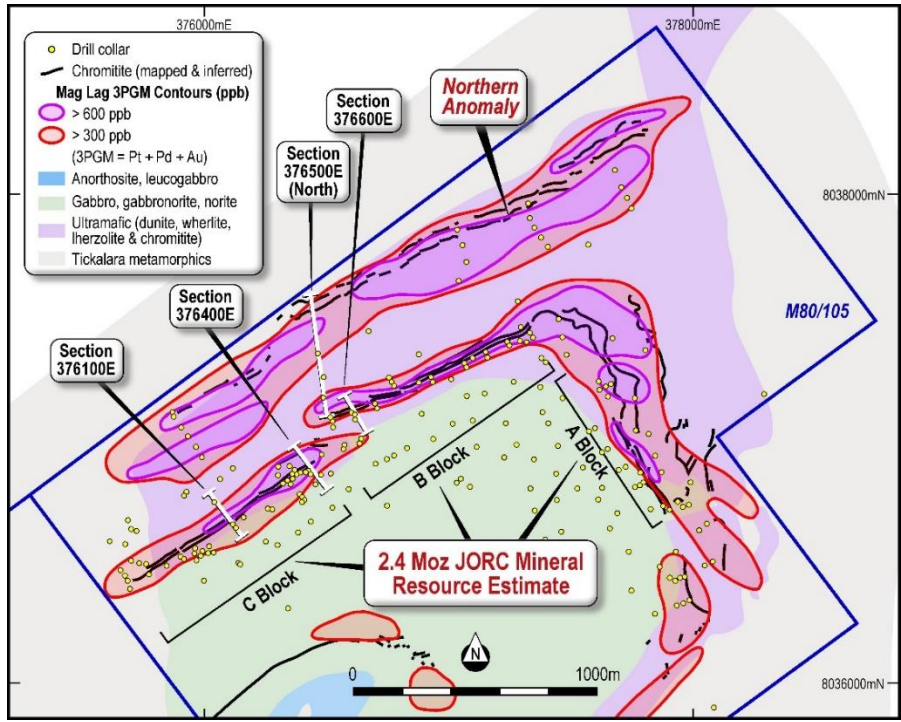 376000mE
378000mE
Drill collar
Chromitite (mapped & inferred)
Mag Lag 3PGM Contours (ppb)
> 600 ppb
> 300 ppb
(3PGM = Pt + Pd + Au)
Anorthosite, leucogabbro
Gabbro, gabbronorite, norite
Ultramafic (dunite, wherlite,
lherzolite & chromitite)
Tickalara metamorphics
Section
376600E
Northern
Anomaly
Section
376500E
(North)
8038000mN
Section
376400E
M80/105
Section
376100E
A Block
B Block
C Block
2.4 Moz JORC Mineral
Resource Estimate
N
0
1000m
8036000mN